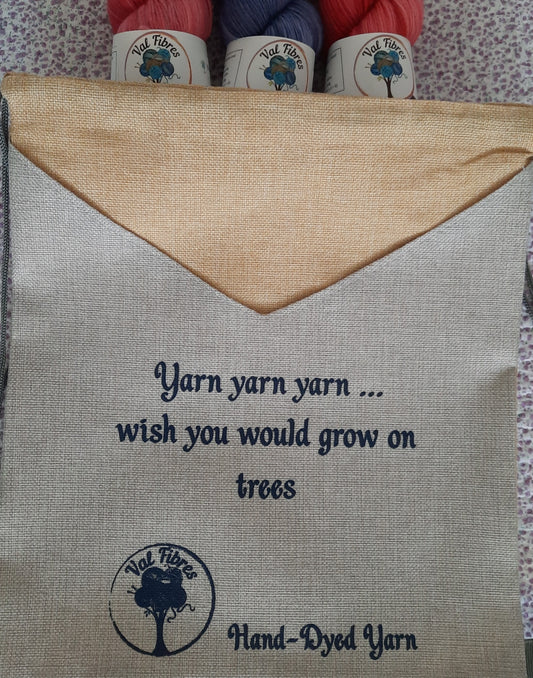 Val Fibres
Val Fibres
Val Fibres
Yarn yarn yarn ...
wish you would grow on
trees
Val Fibres
Hand-Dyed Yarn